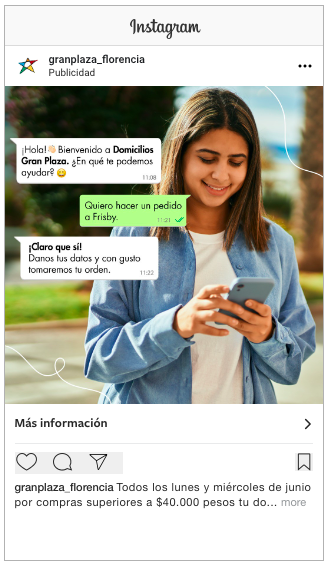 Instagram
granplaza_florencia
Publicidad
¡Hola!👋🏻 Bienvenido a Domicilios
Gran Plaza. ¿En qué te podemos
ayudar? 😄
11:08
Quiero hacer un pedido
a Frisby.
11:21
¡Claro que sí!
Danos tus datos y con gusto
tomaremos tu orden.
11:22
Más información
granplaza_florencia Todos los lunes y miércoles de junio
por compras superiores a $40.000 pesos tu do... more